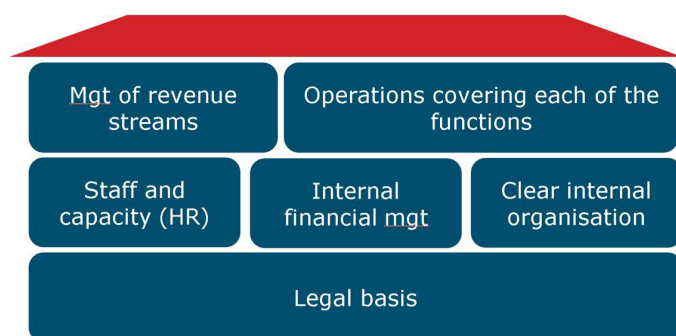 Mgt of revenue
streams
Operations covering each of the
functions
Staff and
capacity (HR)
Internal
financial mgt
Clear internal
organisation
Legal basis